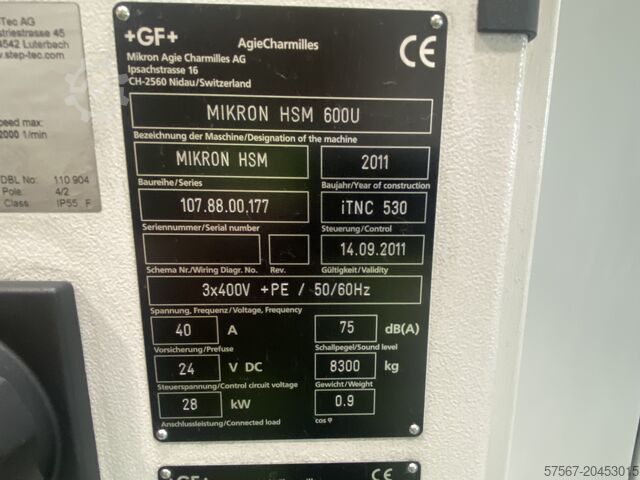 -Tec AG
striestrasse 45
4542 Luterbach
w.step-tec.com
peed max:
2000 1/min
DBL No: 110 904
Pole: 4/2
Class IP55 F
+GF+ AgieCharmilles CE
Mikron Agie Charmilles AG
Ipsachstrasse 16
CH-2560 Nidau/Switzerland
MIKRON HSM 600U
Bezeichnung der Maschine/Designation of the machine
MIKRON HSM 2011
Baureihe/Series Baujahr/Year of construction
107.88.00.177 iTNC 530
Seriennummer/Serial number Steuerung/Control
14.09.2011
Schema Nr./Wiring Diagr. No. Rev. Gültigkeit/Validity
3x400V +PE / 50/60Hz
Spannung, Frequenz/Voltage, Frequency
40 A 75 dB(A)
Vorsicherung/Prefuse Schallpegel/Sound level
24 V DC 8300 kg
Steuerspannung/Control circuit voltage Gewicht/Weight
28 kW 0.9
Anschlussleistung/Connected load cos φ
+GF+ CE
57567-20453015